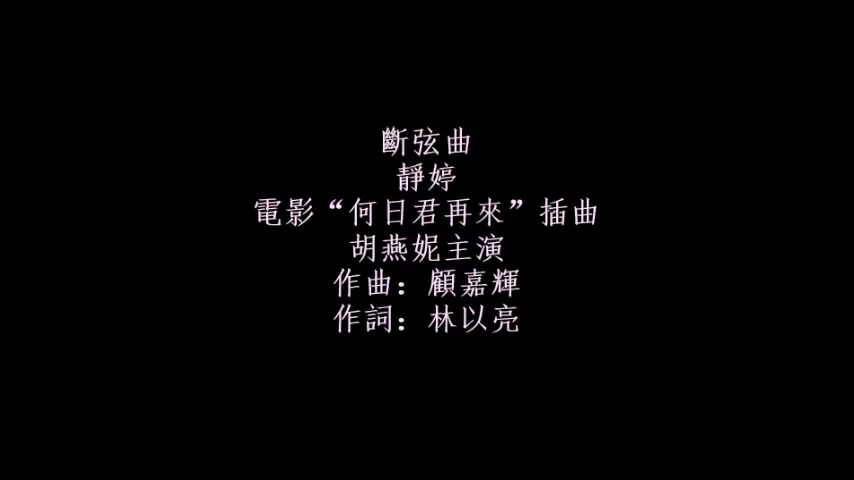 斷弦曲
靜婷
電影“何日君再來”插曲
胡燕妮主演
作曲：顧嘉輝
作詞：林以亮